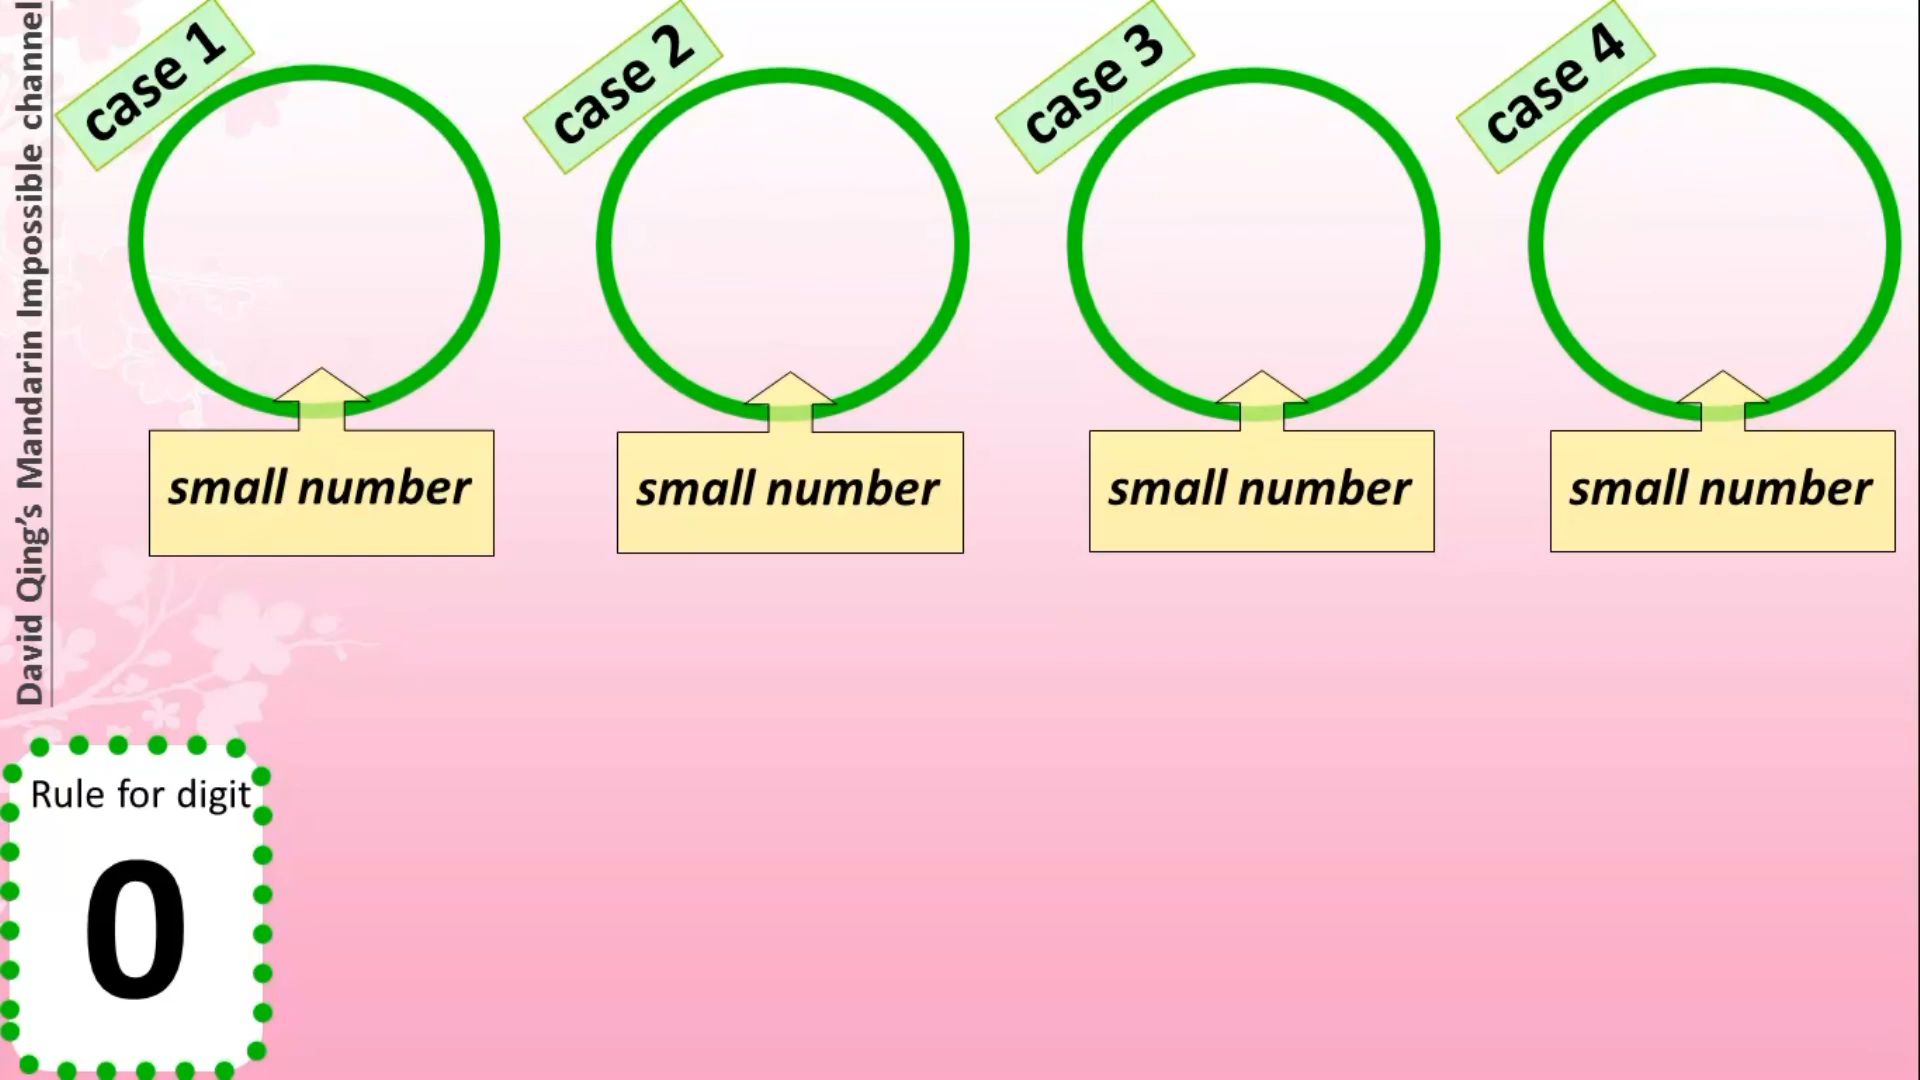 David Qing's Mandarin Impossible channel
case 1
case 2
case 3
case 4
small number
small number
small number
small number
Rule for digit
0